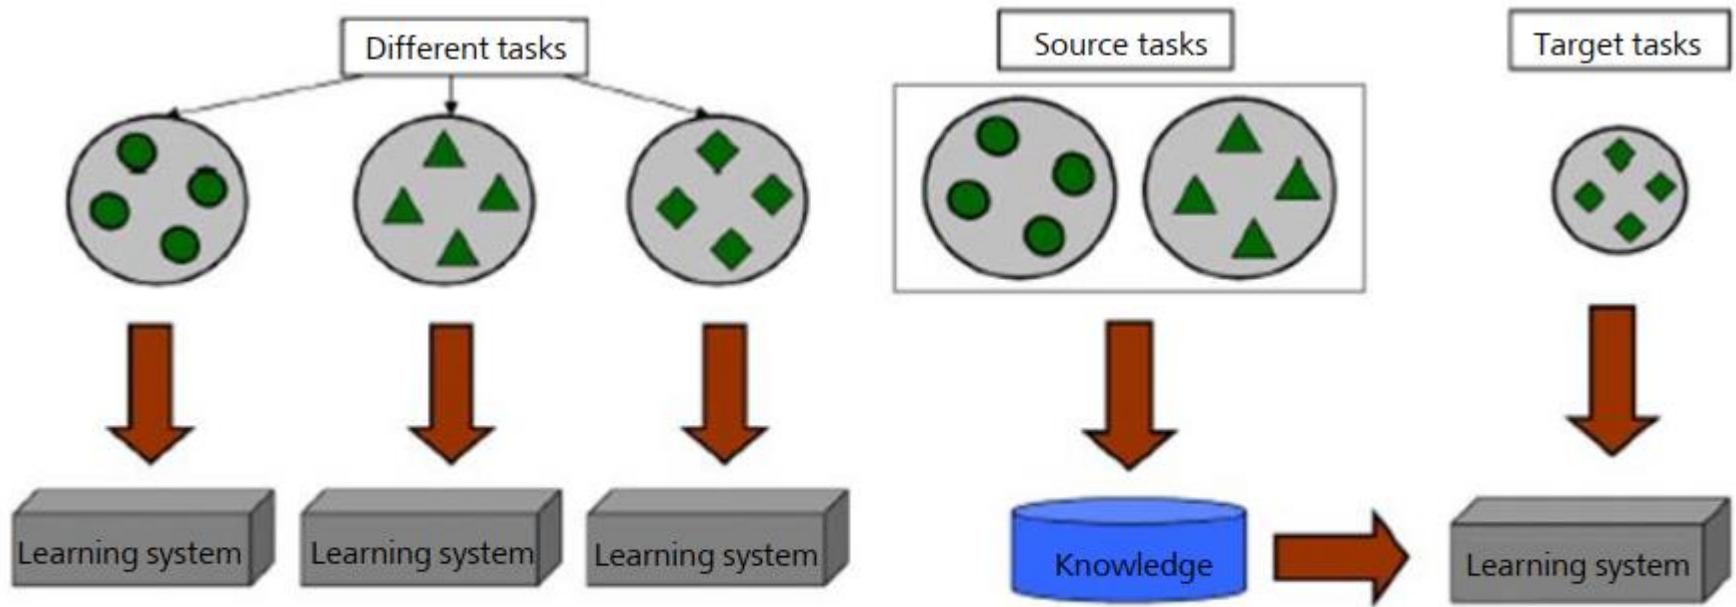 Different tasks
Source tasks
Target tasks
Learning system
Learning system
Learning system
Knowledge
Learning system